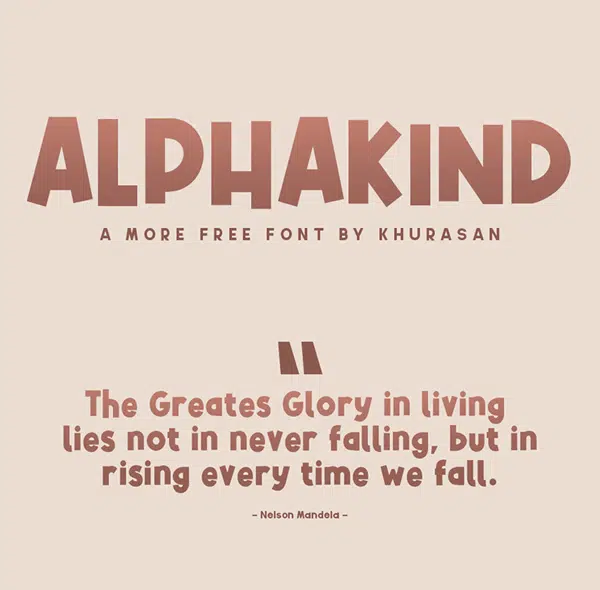 ALPHAKIND
A MORE FREE FONT BY KHURASAN
"
The Greates Glory in living
lies not in never falling, but in
rising every time we fall.
- Nelson Mandela -